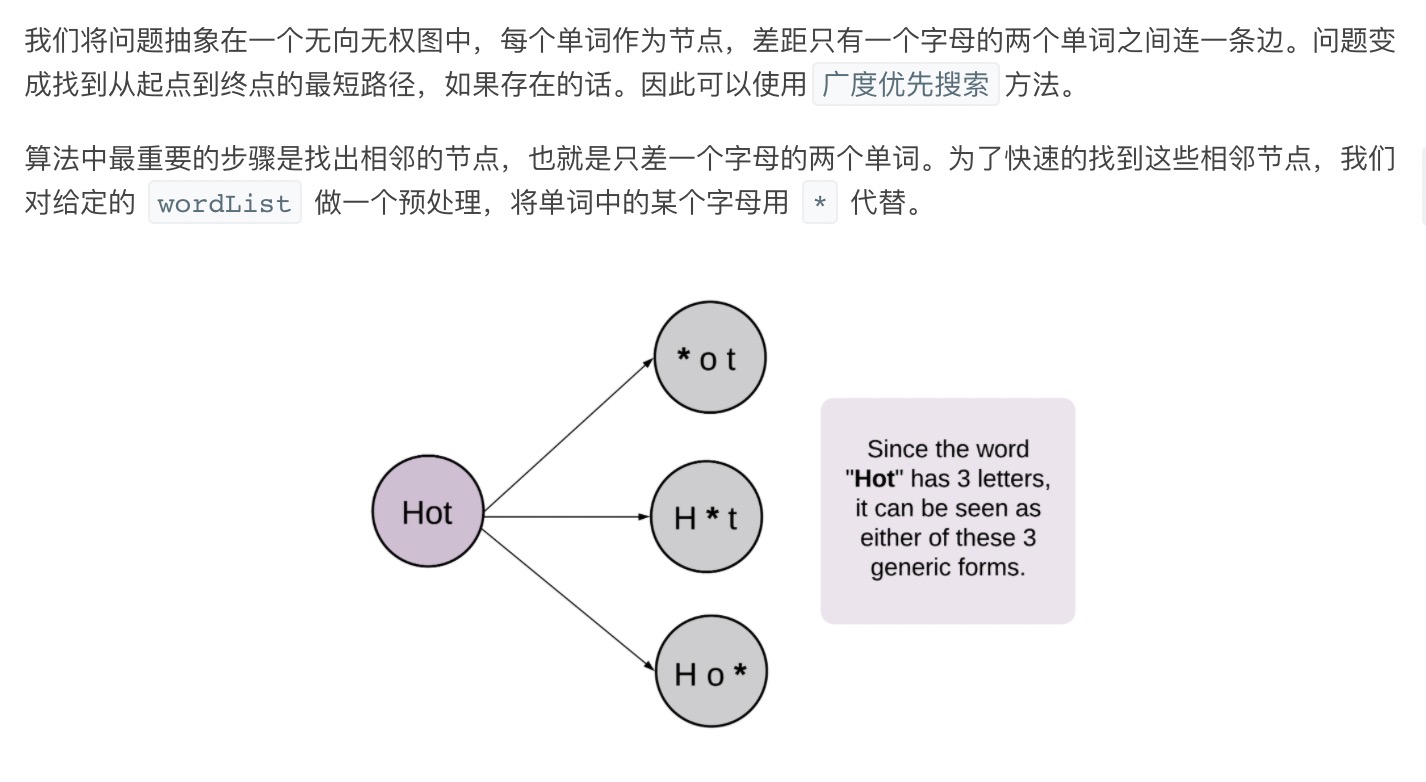 我们将问题抽象在一个无向无权图中，每个单词作为节点，差距只有一个字母的两个单词之间连一条边。问题变
成找到从起点到终点的最短路径，如果存在的话。因此可以使用 广度优先搜索 方法。
算法中最重要的步骤是找出相邻的节点，也就是只差一个字母的两个单词。为了快速的找到这些相邻节点，我们
对给定的 wordList 做一个预处理，将单词中的某个字母用 * 代替。
* o t
Hot
H * t
H o *
Since the word
"Hot" has 3 letters,
it can be seen as
either of these 3
generic forms.